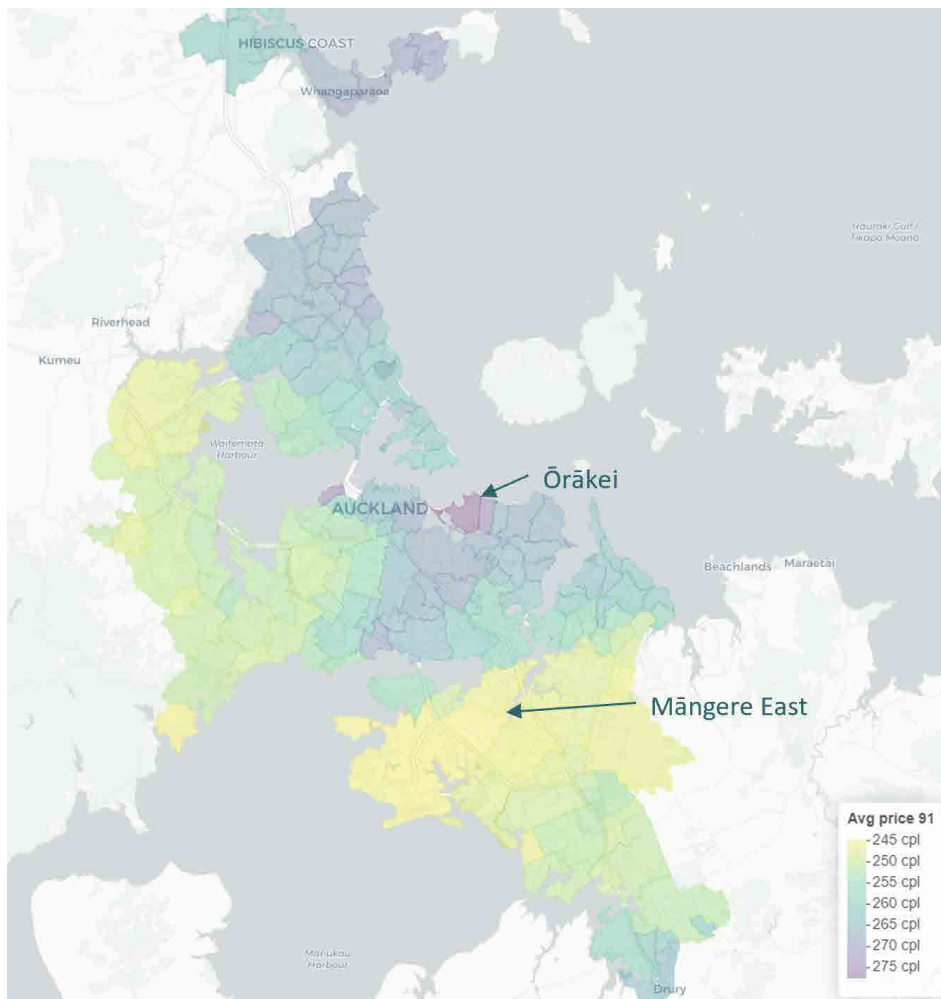 HIBISCUS COAST
Whangaparāoa
Hauraki Gulf /
Tīkapa Moana
Riverhead
Kumeu
Waitematā
Harbour
Ōrākei
AUCKLAND
Beachlands
Maraetai
Māngere East
Avg price 91
245 cpl
250 cpl
255 cpl
260 cpl
265 cpl
270 cpl
275 cpl
Manukau
Harbour
Drury